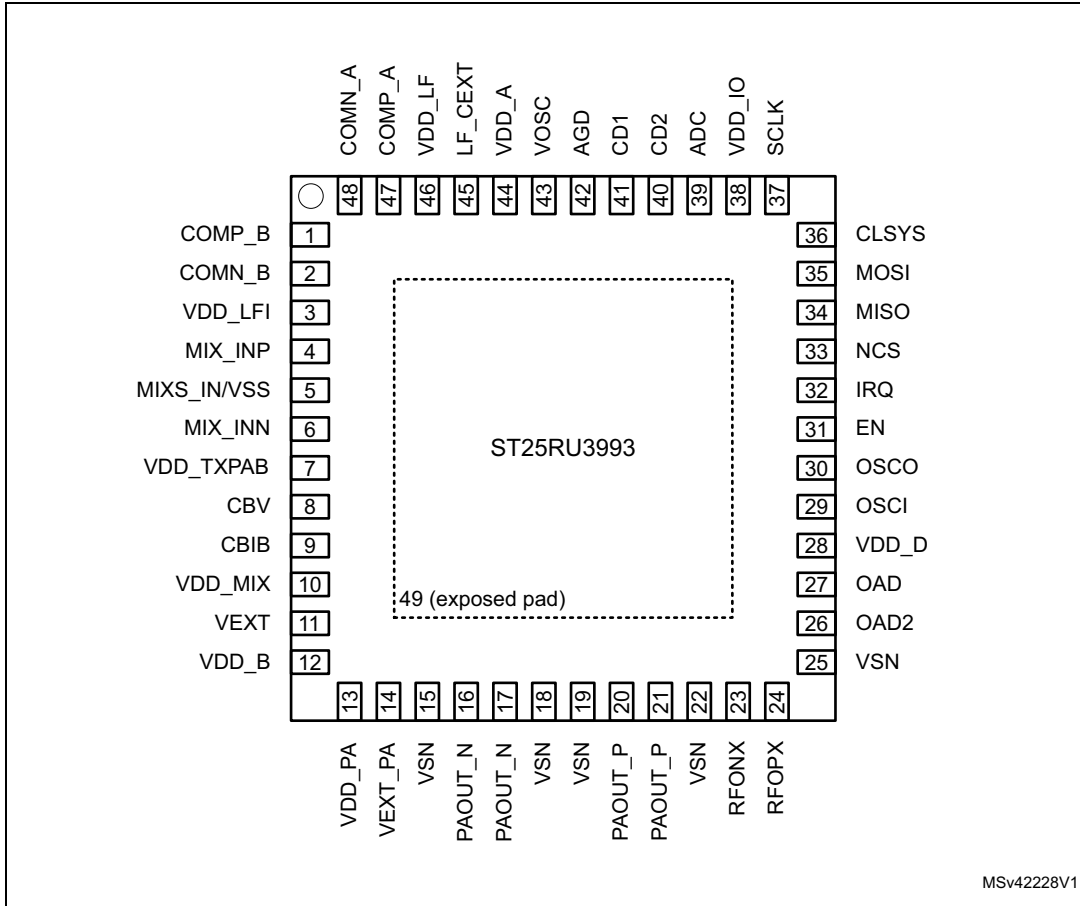 COMN_A
COMP_A
VDD_LF
LF_CEXT
VDD_A
VOSC
AGD
CD1
CD2
ADC
VDD_IO
SCLK
48
47
46
45
44
43
42
41
40
39
38
37
COMP_B 1
COMN_B 2
VDD_LFI 3
MIX_INP 4
MIXS_IN/VSS 5
MIX_INN 6
VDD_TXPAB 7
CBV 8
CBIB 9
VDD_MIX 10
VEXT 11
VDD_B 12
ST25RU3993
49 (exposed pad)
36 CLSYS
35 MOSI
34 MISO
33 NCS
32 IRQ
31 EN
30 OSCO
29 OSCI
28 VDD_D
27 OAD
26 OAD2
25 VSN
13
14
15
16
17
18
19
20
21
22
23
24
VDD_PA
VEXT_PA
VSN
PAOUT_N
PAOUT_N
VSN
VSN
PAOUT_P
PAOUT_P
VSN
RFONX
RFOPX
MSv42228V1